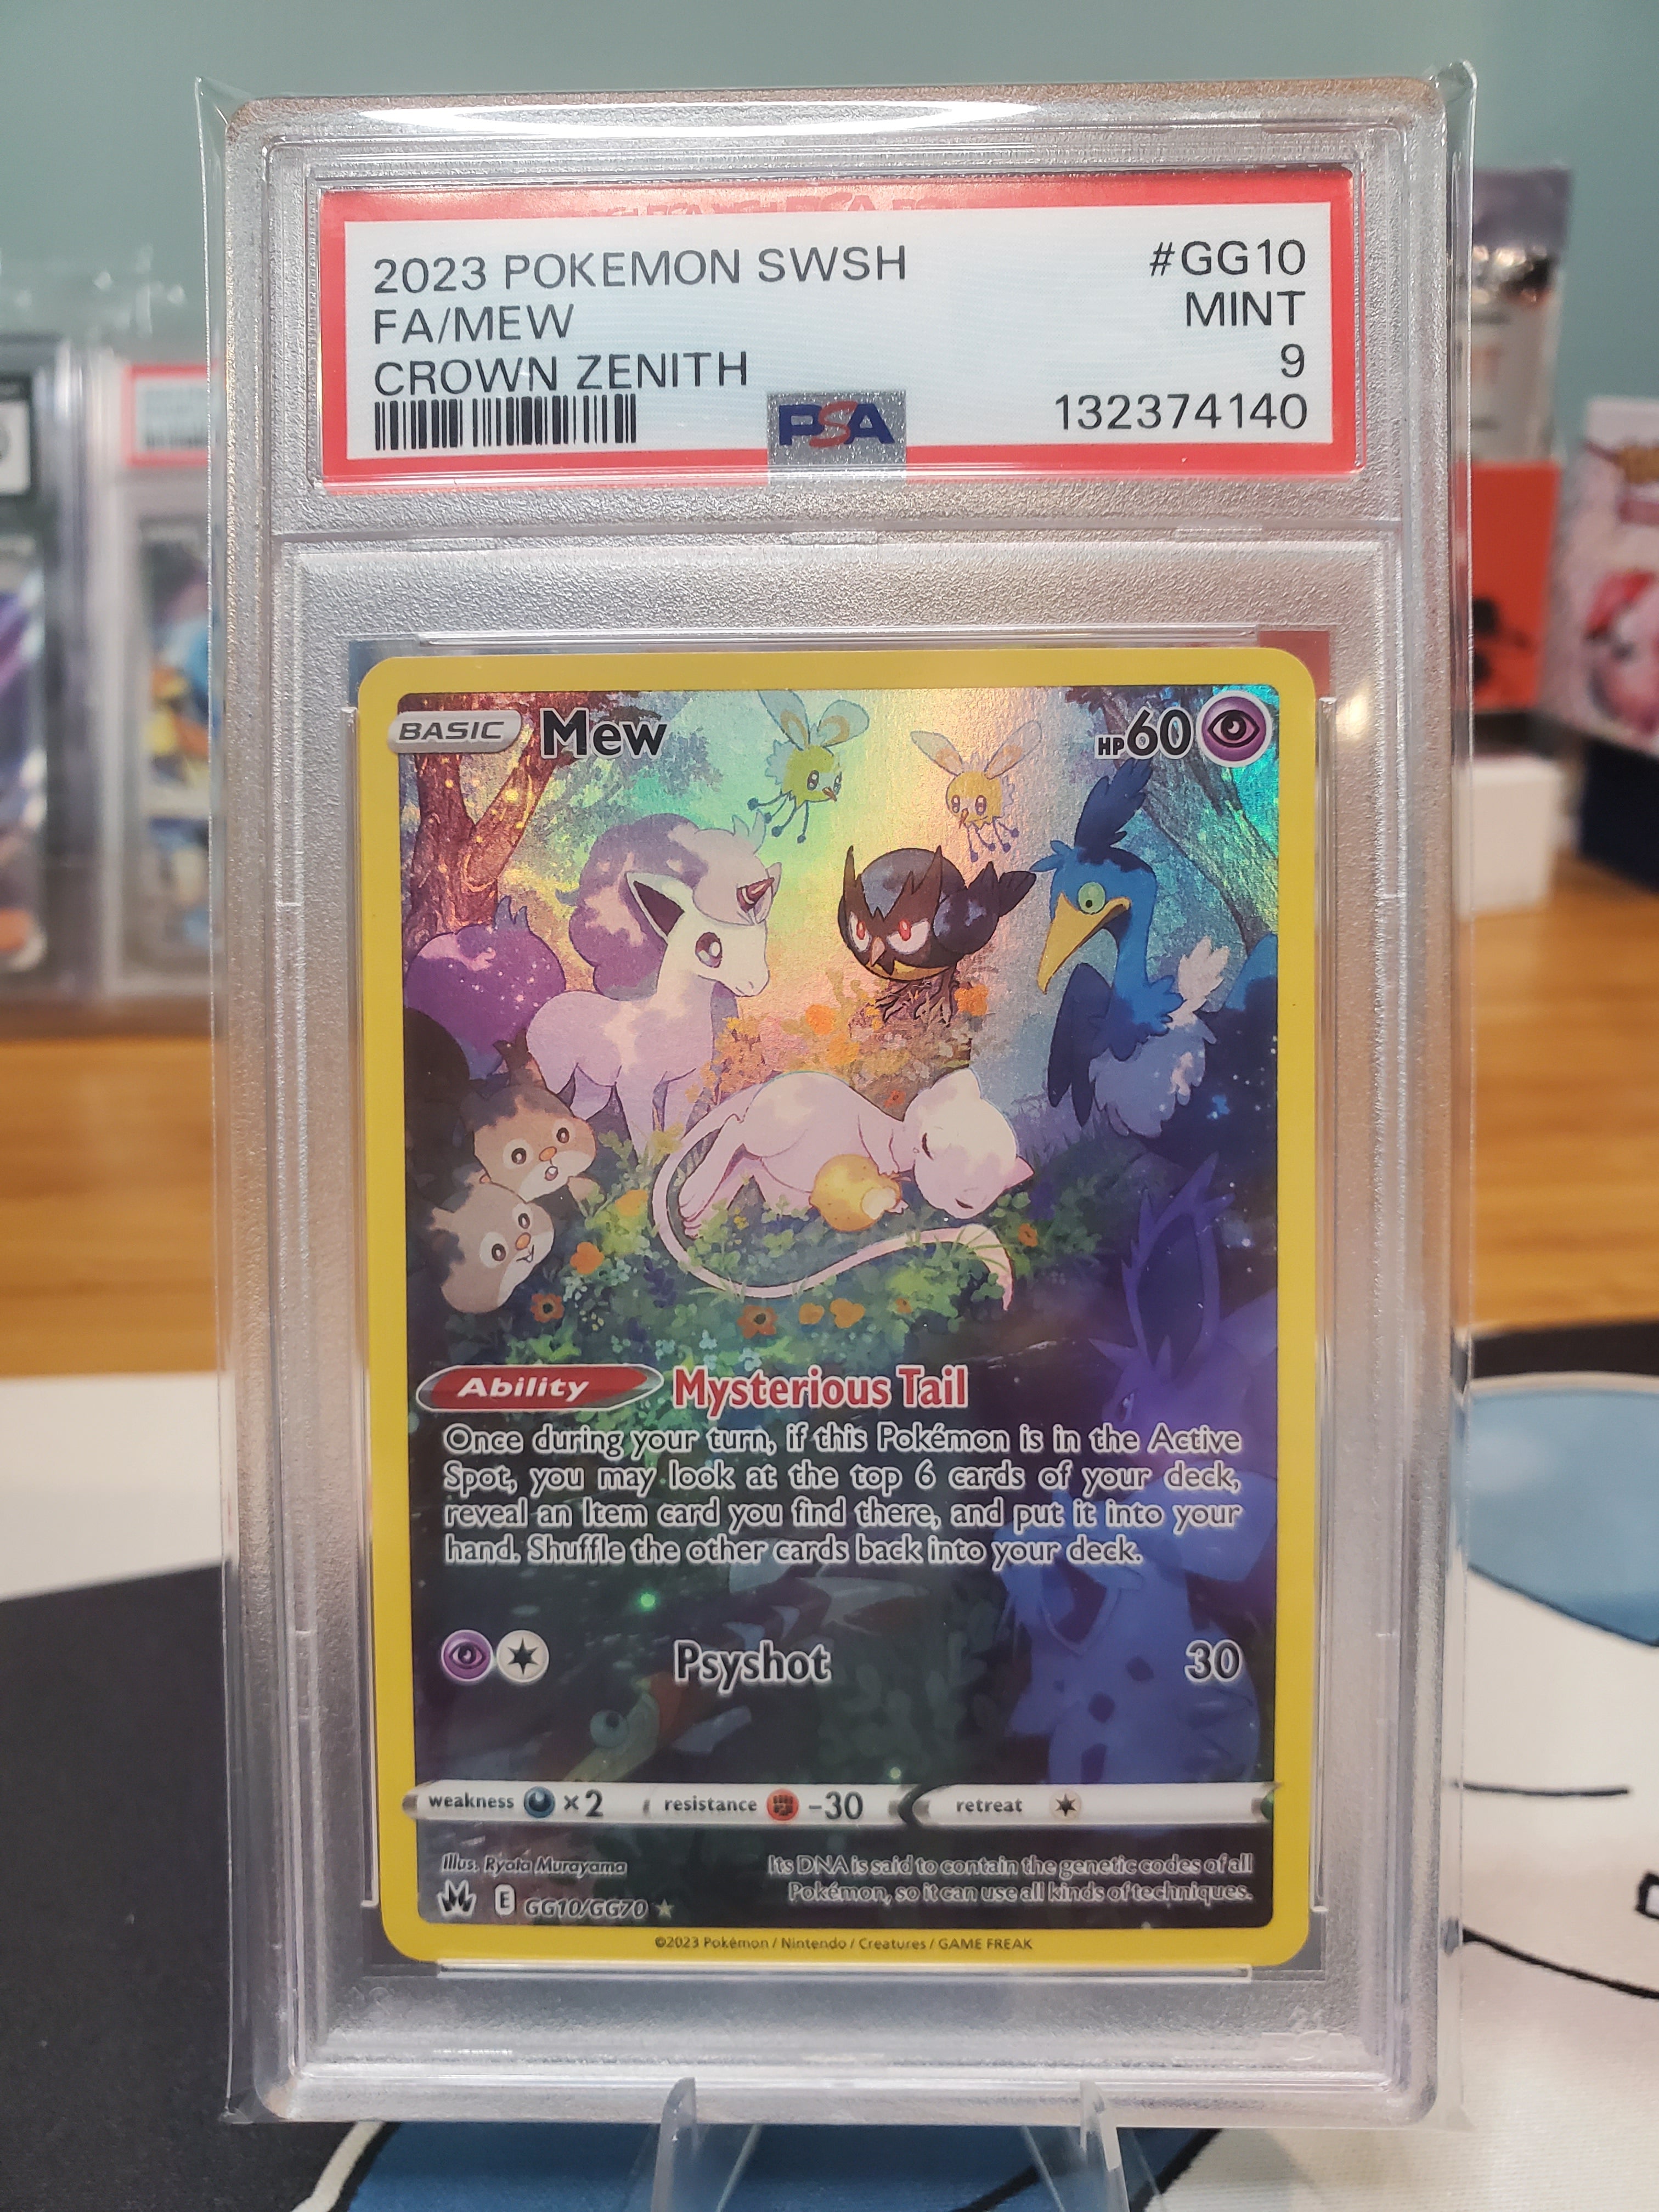 2023 POKEMON SWSH #GG10
FA/MEW MINT
CROWN ZENITH 9
PSA 132374140
BASIC Mew HP60
Ability Mysterious Tail
Once during your turn, if this Pokémon is in the Active
Spot, you may look at the top 6 cards of your deck,
reveal an Item card you find there, and put it into your
hand. Shuffle the other cards back into your deck.
Psyshot 30
weakness ×2 resistance -30 retreat
Illus. Ryota Murayama
Its DNA is said to contain the genetic codes of all
Pokémon, so it can use all kinds of techniques.
E GG10/GG70
©2023 Pokémon / Nintendo / Creatures / GAME FREAK